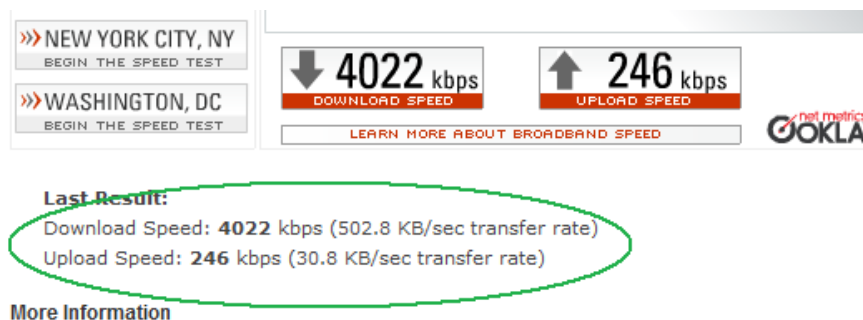 »» NEW YORK CITY, NY
BEGIN THE SPEED TEST
»» WASHINGTON, DC
BEGIN THE SPEED TEST
4022 kbps
DOWNLOAD SPEED
246 kbps
UPLOAD SPEED
LEARN MORE ABOUT BROADBAND SPEED
net metrics
OOKLA
Last Result:
Download Speed: 4022 kbps (502.8 KB/sec transfer rate)
Upload Speed: 246 kbps (30.8 KB/sec transfer rate)
More Information